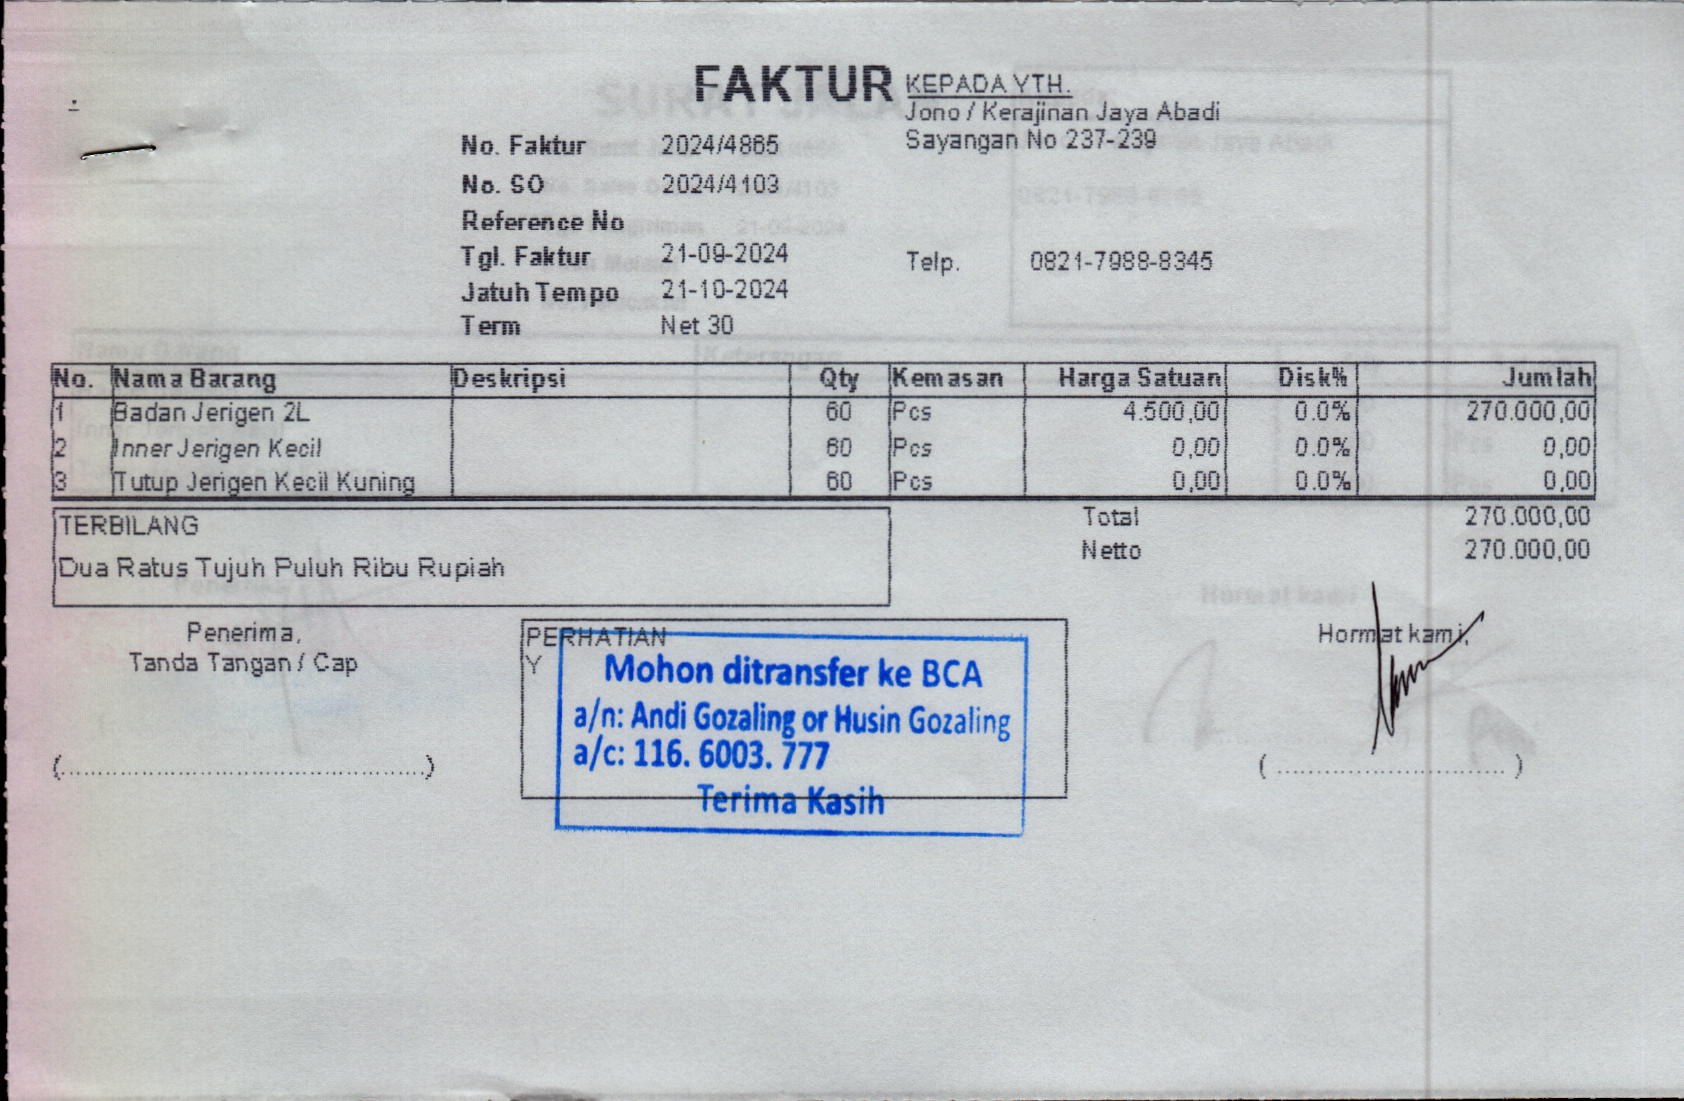 FAKTUR
KEPADA YTH.
Jono / Kerajinan Jaya Abadi
Sayangan No 237-239
No. Faktur 2024/4865
No. SO 2024/4103
Reference No
Tgl. Faktur 21-09-2024
Telp. 0821-7988-8345
Jatuh Tempo 21-10-2024
Term Net 30
No. Nama Barang Deskripsi Qty Kemasan Harga Satuan Disk% Jumlah
1 Badan Jerigen 2L 60 Pcs 4.500,00 0.0% 270.000,00
2 Inner Jerigen Kecil 60 Pcs 0,00 0.0% 0,00
3 Tutup Jerigen Kecil Kuning 60 Pcs 0,00 0.0% 0,00
Total 270.000,00
Netto 270.000,00
TERBILANG
Dua Ratus Tujuh Puluh Ribu Rupiah
Penerima,
Tanda Tangan / Cap
(........................................)
PERHATIAN
Y
Mohon ditransfer ke BCA
a/n: Andi Gozaling or Husin Gozaling
a/c: 116. 6003. 777
Terima Kasih
Hormat kami,
( ................................ )